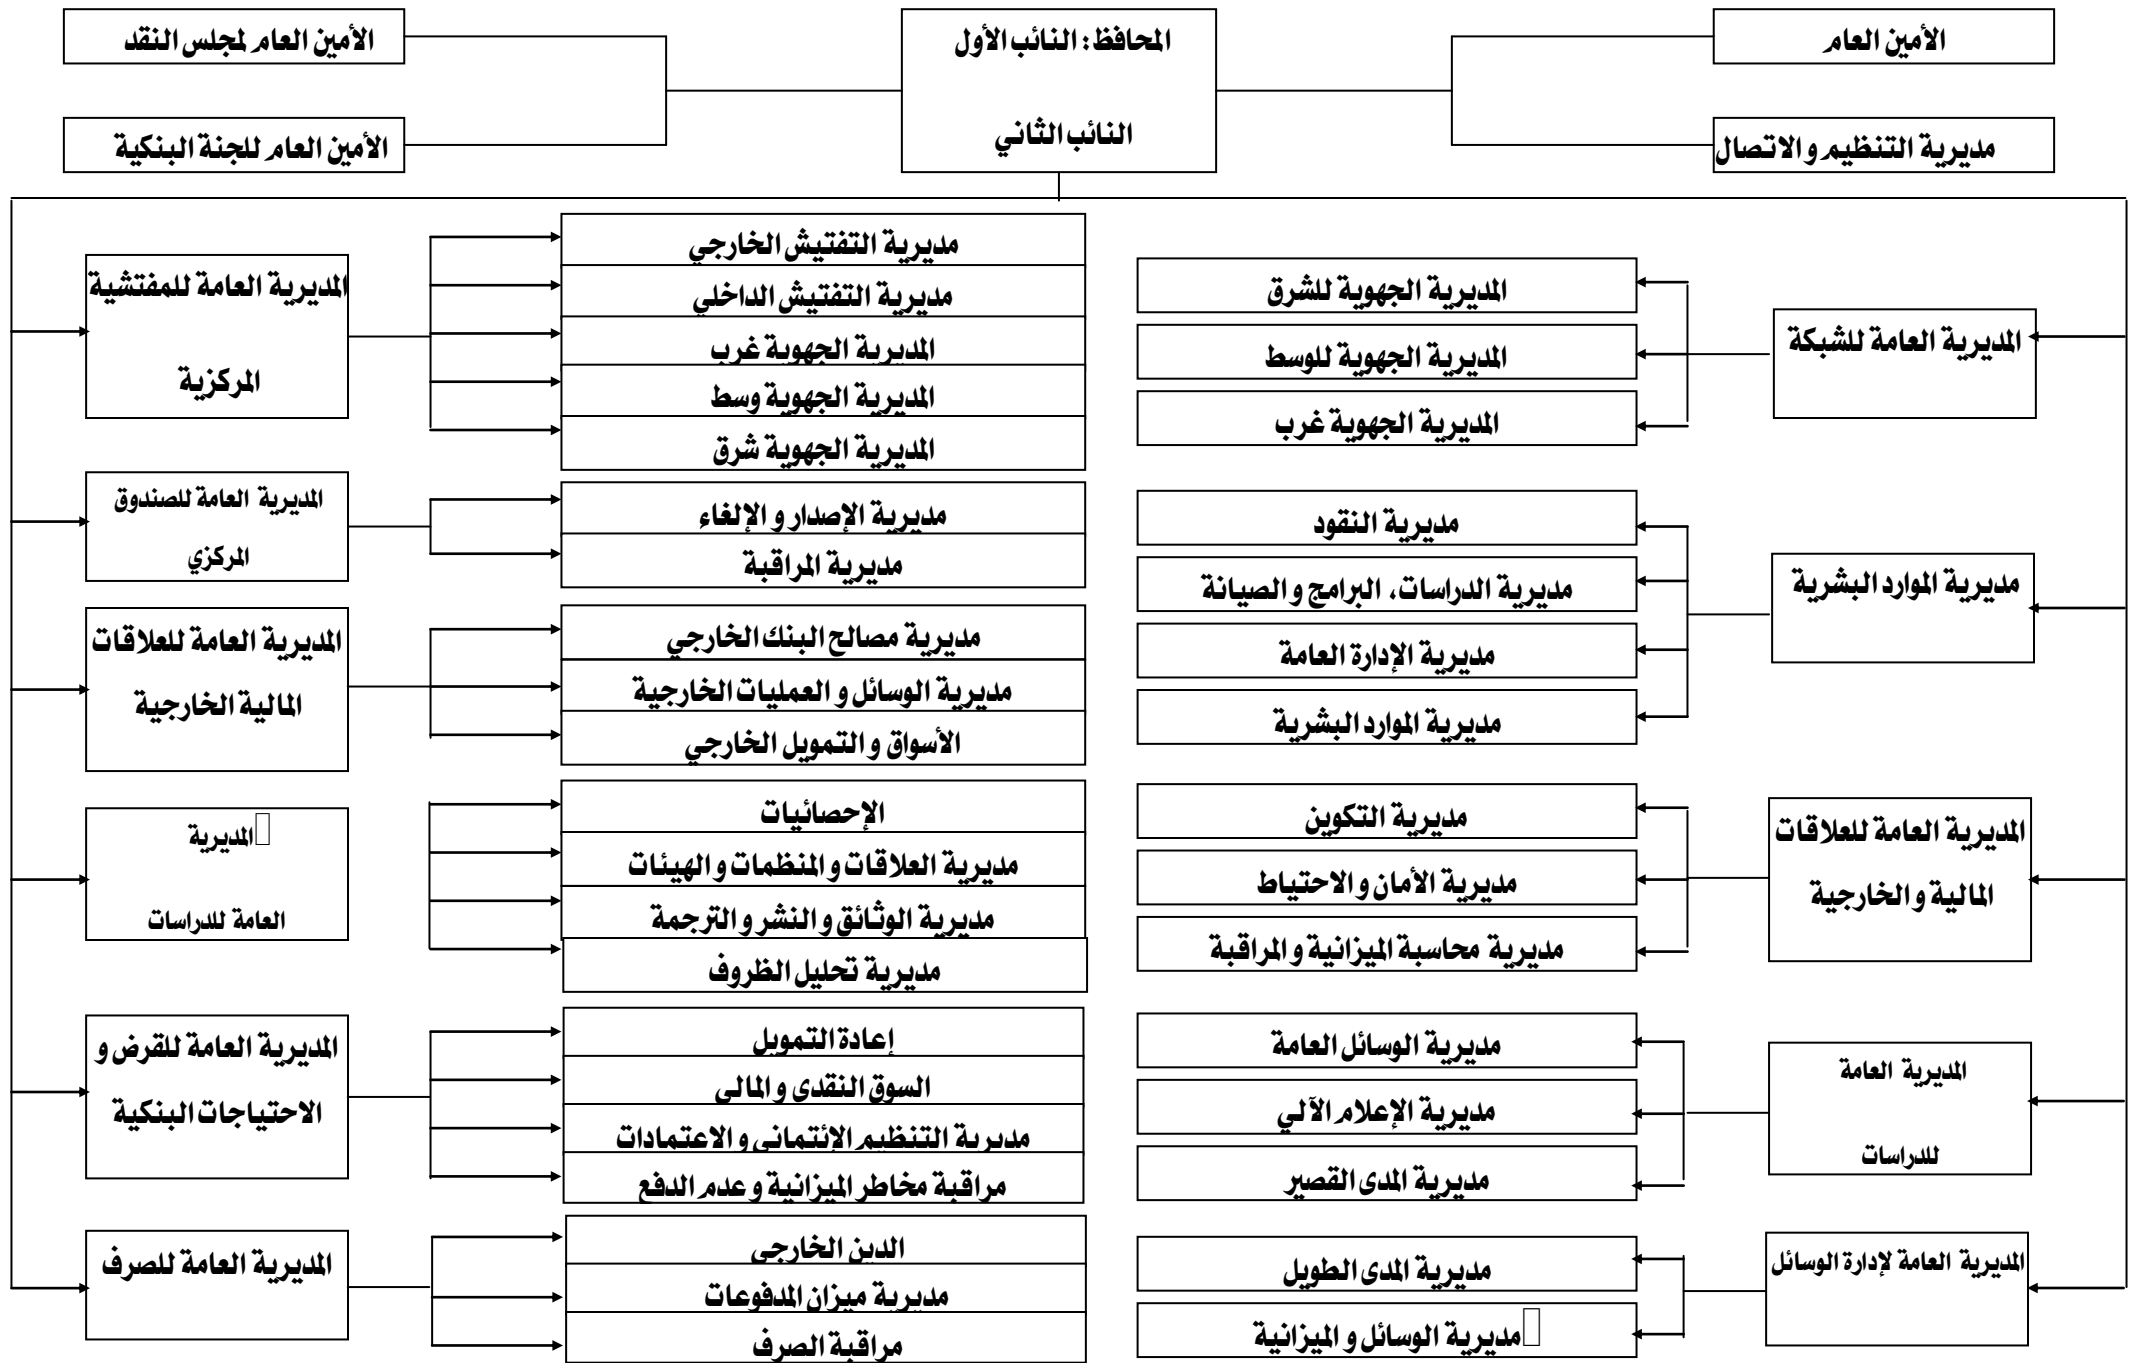 الأمين العام
مديرية التنظيم و الاتصال
المحافظ: النائب الأول
النائب الثاني
الأمين العام لمجلس النقد
الأمين العام للجنة البنكية
المديرية العامة للشبكة
المديرية الجهوية للشرق
المديرية الجهوية للوسط
المديرية الجهوية غرب
مديرية الموارد البشرية
مديرية النقود
مديرية الدراسات، البرامج و الصيانة
مديرية الإدارة العامة
مديرية الموارد البشرية
المديرية العامة للعلاقات
المالية و الخارجية
مديرية التكوين
مديرية الأمان و الاحتياط
مديرية محاسبة الميزانية و المراقبة
المديرية العامة
للدراسات
مديرية الوسائل العامة
مديرية الإعلام الآلي
مديرية المدى القصير
المديرية العامة لإدارة الوسائل
مديرية المدى الطويل
مديرية الوسائل و الميزانية
المديرية العامة للمفتشية
المركزية
مديرية التفتيش الخارجي
مديرية التفتيش الداخلي
المديرية الجهوية غرب
المديرية الجهوية وسط
المديرية الجهوية شرق
المديرية العامة للصندوق
المركزي
مديرية الإصدار و الإلغاء
مديرية المراقبة
المديرية العامة للعلاقات
المالية الخارجية
مديرية مصالح البنك الخارجي
مديرية الوسائل و العمليات الخارجية
الأسواق و التمويل الخارجي
المديرية
العامة للدراسات
الإحصائيات
مديرية العلاقات و المنظمات و الهيئات
مديرية الوثائق و النشر و الترجمة
مديرية تحليل الظروف
المديرية العامة للقرض و
الاحتياجات البنكية
إعادة التمويل
السوق النقدي و المالي
مديرية التنظيم الإئتماني و الاعتمادات
مراقبة مخاطر الميزانية و عدم الدفع
المديرية العامة للصرف
الدين الخارجي
مديرية ميزان المدفوعات
مراقبة الصرف